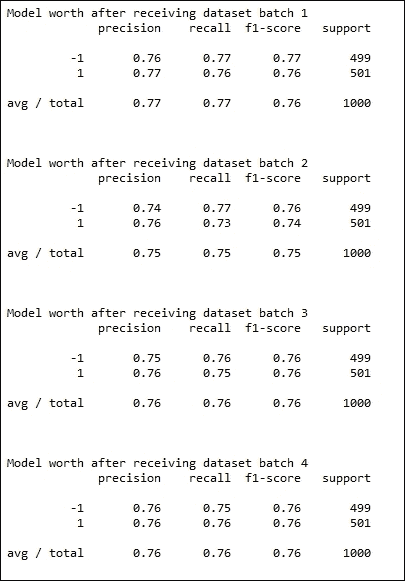 Model worth after receiving dataset batch 1
precision recall f1-score support
-1 0.76 0.77 0.77 499
1 0.77 0.76 0.76 501
avg / total 0.77 0.77 0.76 1000
Model worth after receiving dataset batch 2
precision recall f1-score support
-1 0.74 0.77 0.76 499
1 0.76 0.73 0.74 501
avg / total 0.75 0.75 0.75 1000
Model worth after receiving dataset batch 3
precision recall f1-score support
-1 0.75 0.76 0.76 499
1 0.76 0.75 0.76 501
avg / total 0.76 0.76 0.76 1000
Model worth after receiving dataset batch 4
precision recall f1-score support
-1 0.76 0.75 0.76 499
1 0.76 0.76 0.76 501
avg / total 0.76 0.76 0.76 1000